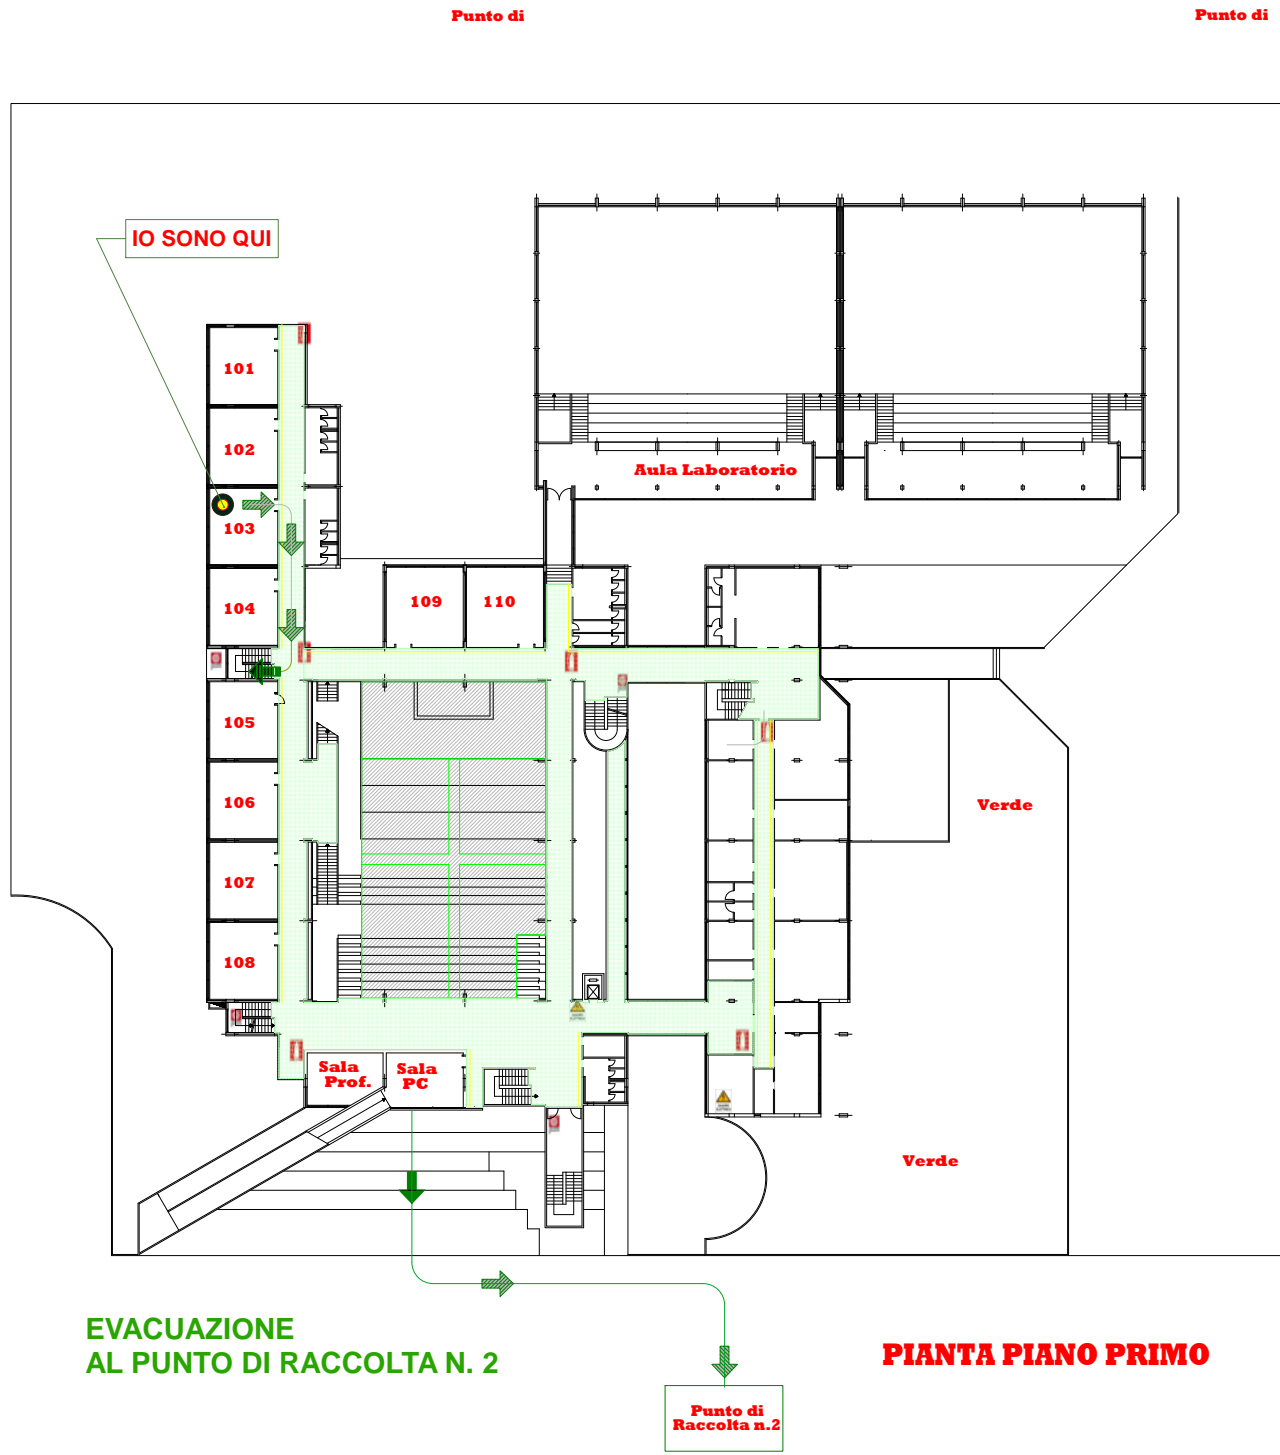 Punto di
Punto di
IO SONO QUI
101
102
103
104
109
110
Aula Laboratorio
105
106
107
108
Verde
Sala
Prof.
Sala
PC
Verde
EVACUAZIONE
AL PUNTO DI RACCOLTA N. 2
PIANTA PIANO PRIMO
Punto di
Raccolta n.2